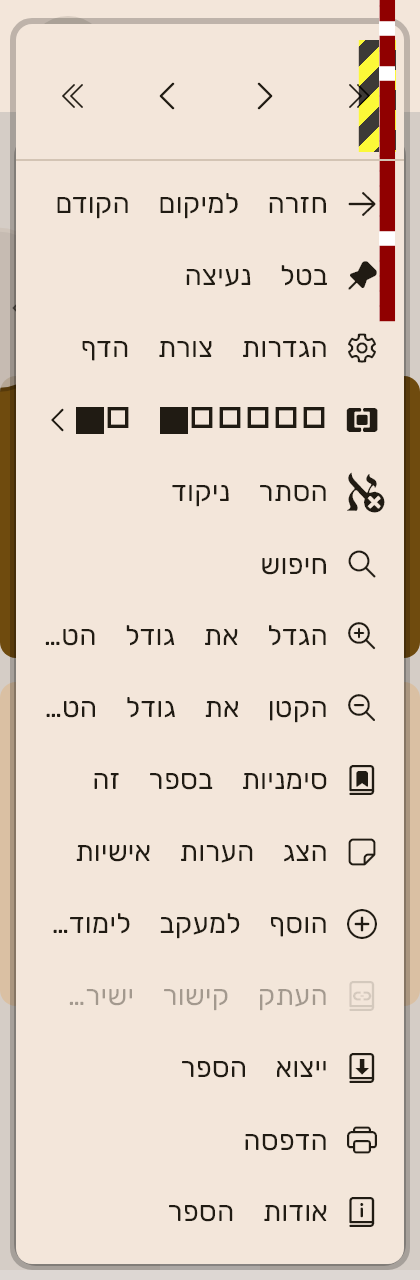 חזרה למיקום הקודם
בטל נעיצה
הגדרות צורת הדף
הסתר ניקוד
חיפוש
הגדל את גודל הט...
הקטן את גודל הט...
סימניות בספר זה
הצג הערות אישיות
הוסף למעקב לימוד...
העתק קישור ישיר...
ייצוא הספר
הדפסה
אודות הספר